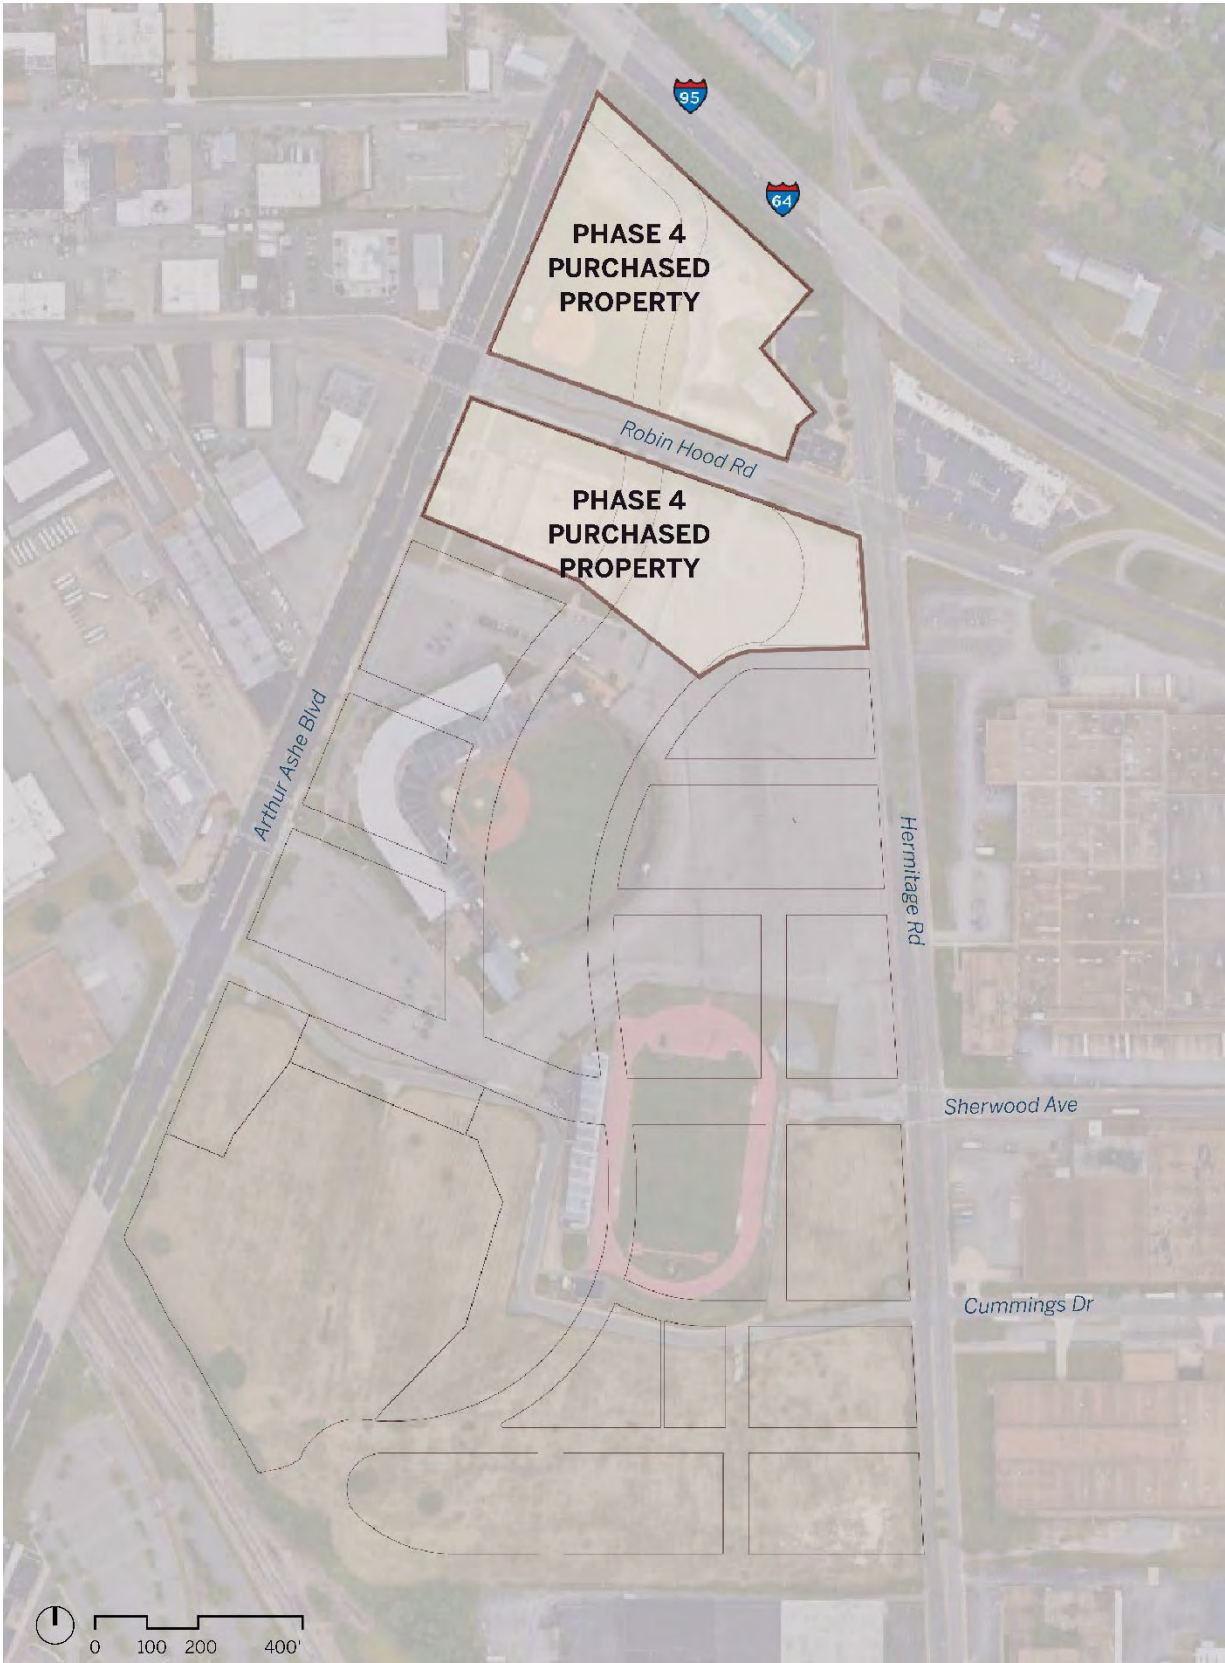 95
64
PHASE 4
PURCHASED
PROPERTY
Robin Hood Rd
PHASE 4
PURCHASED
PROPERTY
Arthur Ashe Blvd
Hermitage Rd
Sherwood Ave
Cummings Dr
0 100 200 400'